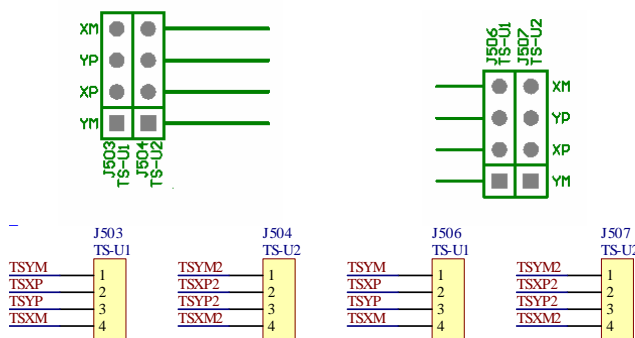 XM
YP
XP
YM
J503
TS-U1
J504
TS-U2
J506
TS-U1
J507
TS-U2
XM
YP
XP
YM
J503
TS-U1
TSYM 1
TSXP 2
TSYP 3
TSXM 4
J504
TS-U2
TSYM2 1
TSXP2 2
TSYP2 3
TSXM2 4
J506
TS-U1
TSYM 1
TSXP 2
TSYP 3
TSXM 4
J507
TS-U2
TSYM2 1
TSXP2 2
TSYP2 3
TSXM2 4